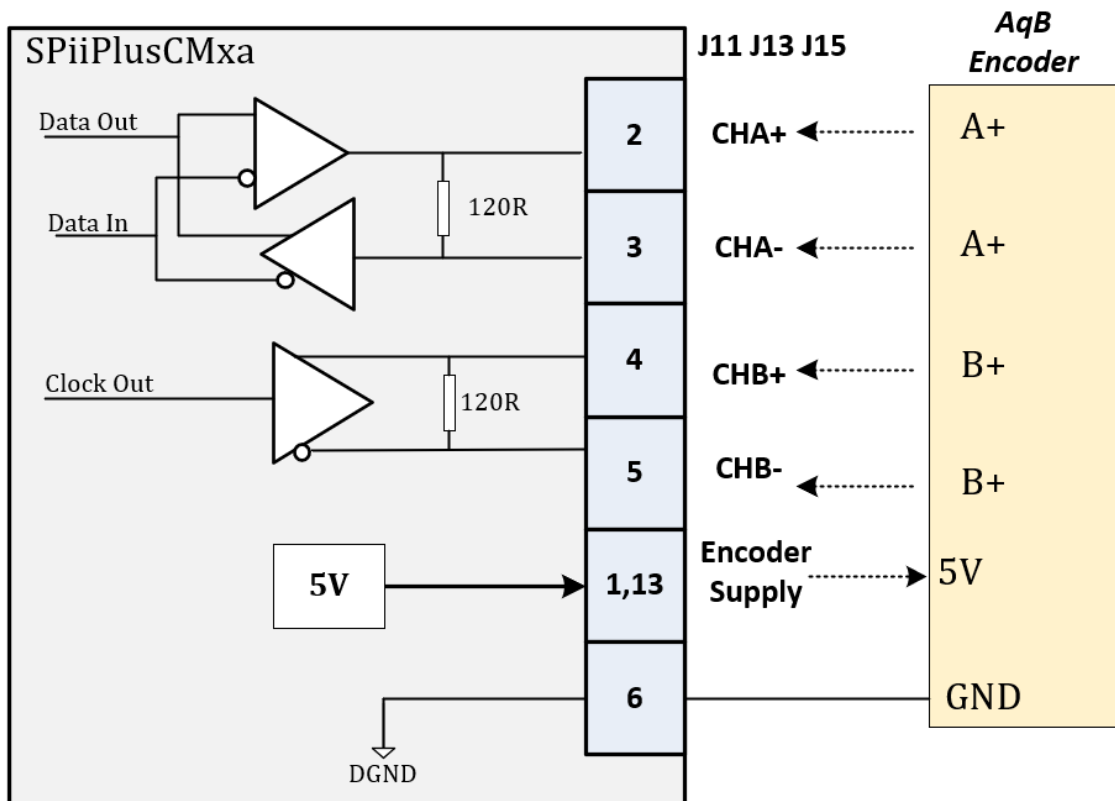 SPiiPlusCMxa
J11 J13 J15
AqB
Encoder
Data Out
2
CHA+
A+
120R
Data In
3
CHA-
A+
4
CHB+
B+
Clock Out
120R
5
CHB-
B+
5V
1,13
Encoder
Supply
5V
6
GND
DGND